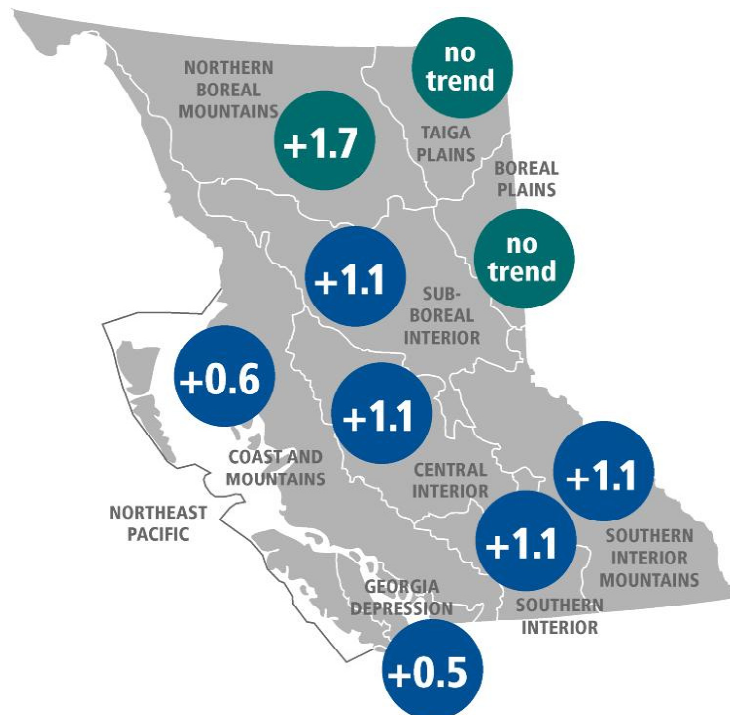 NORTHERN
BOREAL
MOUNTAINS
+1.7
no
trend
TAIGA
PLAINS
BOREAL
PLAINS
no
trend
+1.1
SUB-
BOREAL
INTERIOR
+0.6
COAST AND
MOUNTAINS
+1.1
CENTRAL
INTERIOR
NORTHEAST
PACIFIC
+1.1
SOUTHERN
INTERIOR
MOUNTAINS
+1.1
SOUTHERN
INTERIOR
GEORGIA
DEPRESSION
+0.5